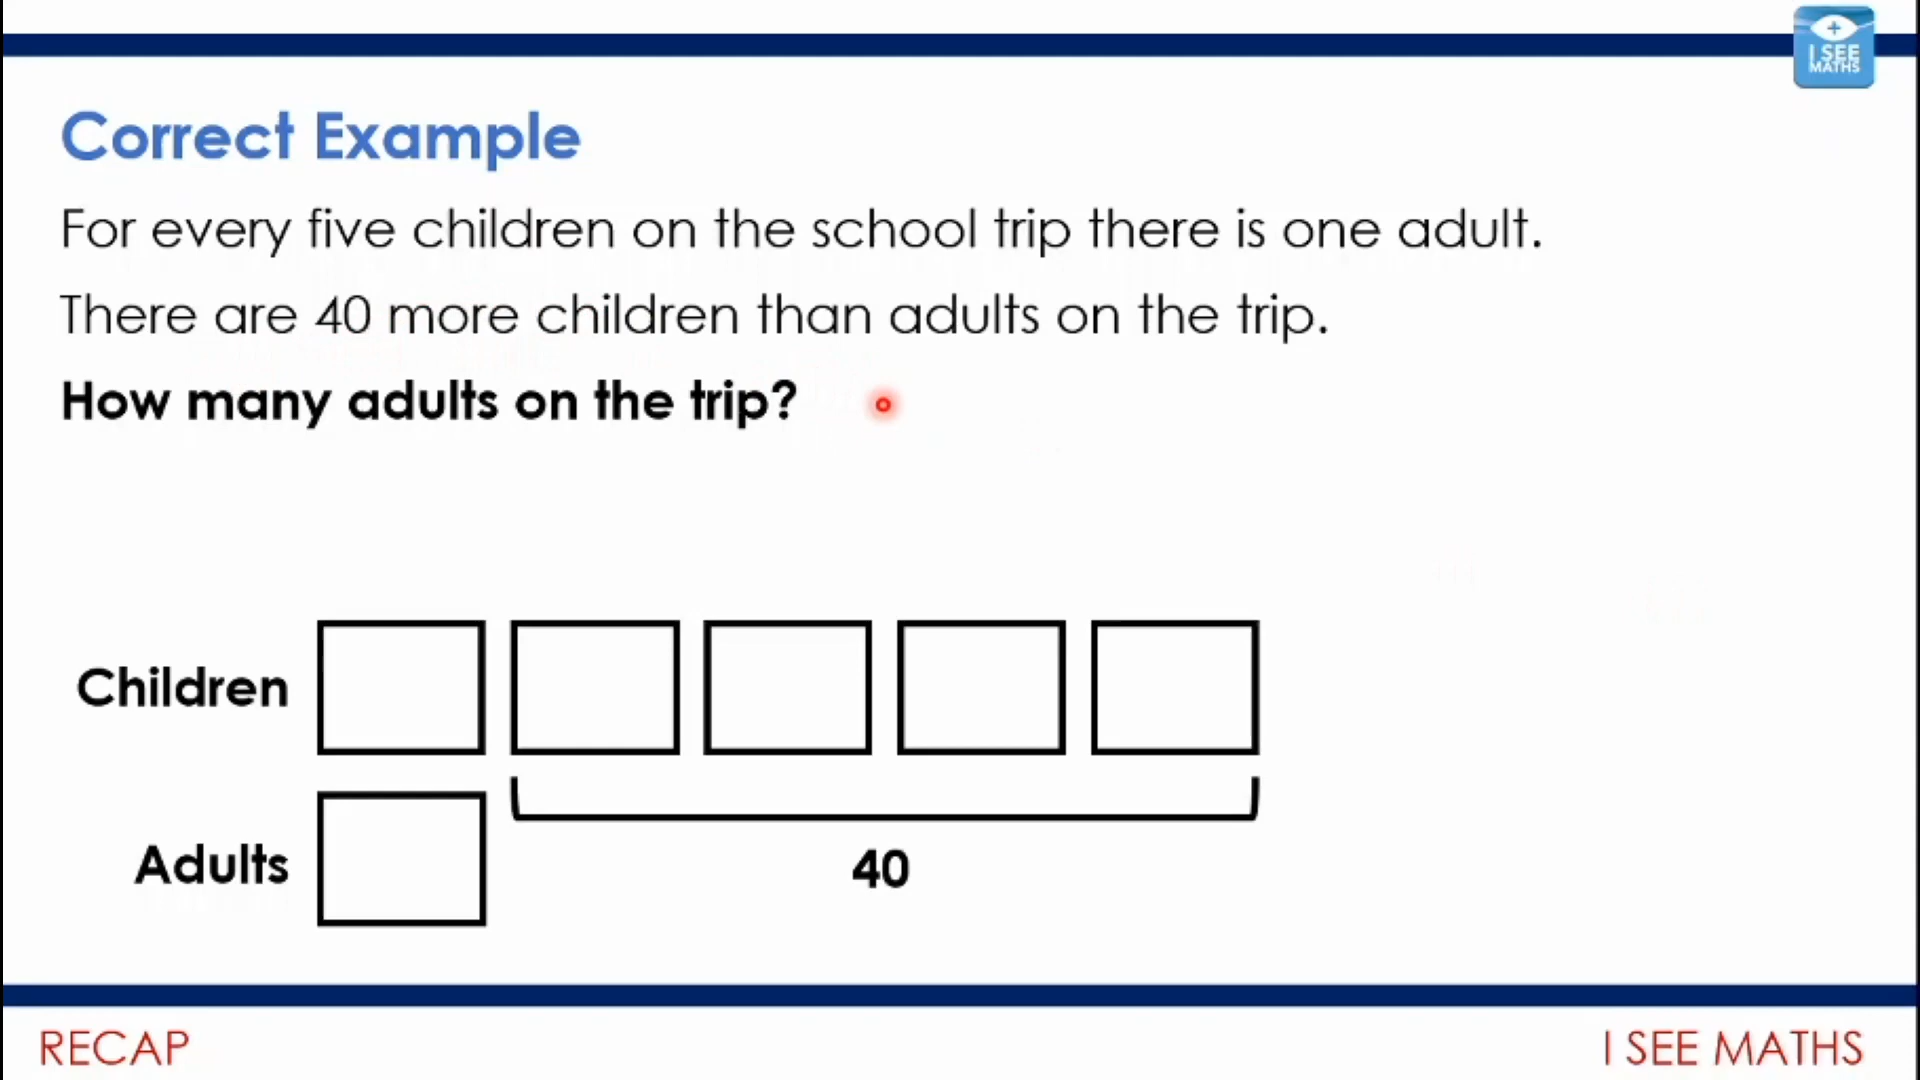 I SEE
MATHS
Correct Example
For every five children on the school trip there is one adult.
There are 40 more children than adults on the trip.
How many adults on the trip?
Children
Adults
40
RECAP
I SEE MATHS